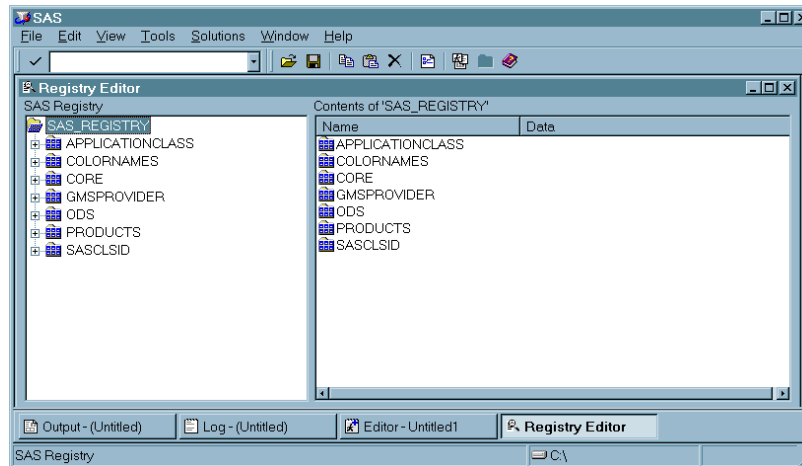 SAS
File Edit View Tools Solutions Window Help
Registry Editor
SAS Registry
Contents of 'SAS_REGISTRY'
SAS_REGISTRY
APPLICATIONCLASS
COLORNAMES
CORE
GMSPROVIDER
ODS
PRODUCTS
SASCLSID
Name Data
APPLICATIONCLASS
COLORNAMES
CORE
GMSPROVIDER
ODS
PRODUCTS
SASCLSID
Output - (Untitled) Log - (Untitled) Editor - Untitled1 Registry Editor
SAS Registry C:\